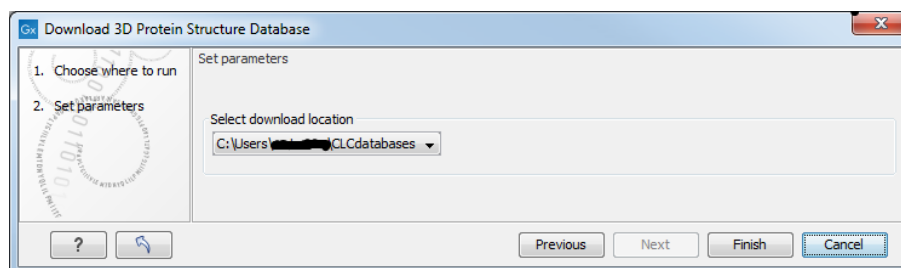 Gx Download 3D Protein Structure Database
1. Choose where to run
2. Set parameters
Set parameters
Select download location
C:\Users\ \CLCdatabases
? Previous Next Finish Cancel